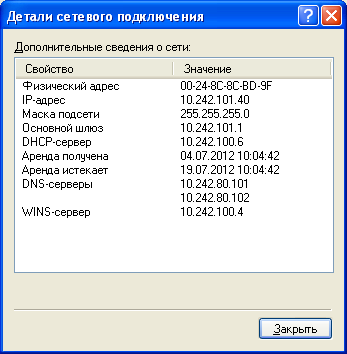 Детали сетевого подключения
Дополнительные сведения о сети:
Свойство Значение
Физический адрес 00-24-8C-8C-BD-9F
IP-адрес 10.242.101.40
Маска подсети 255.255.255.0
Основной шлюз 10.242.101.1
DHCP-сервер 10.242.100.6
Аренда получена 04.07.2012 10:04:42
Аренда истекает 19.07.2012 10:04:42
DNS-серверы 10.242.80.101
10.242.80.102
WINS-сервер 10.242.100.4
Закрыть